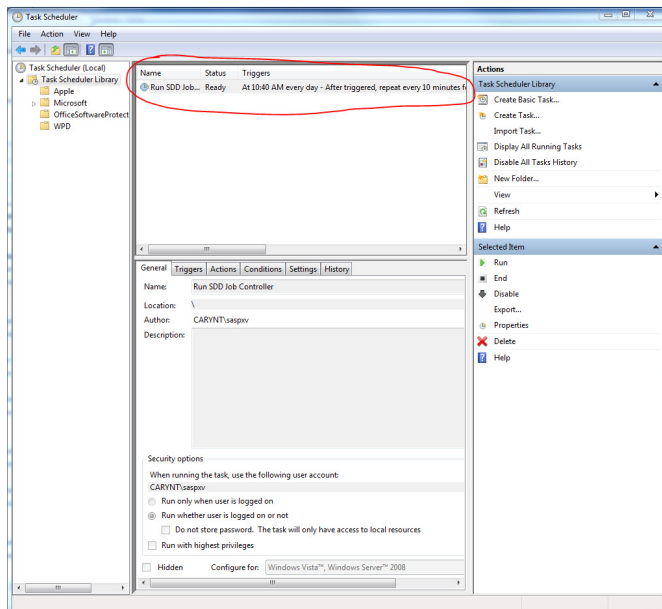 Task Scheduler
File Action View Help
Task Scheduler (Local)
Task Scheduler Library
Apple
Microsoft
OfficeSoftwareProtect
WPD
Name Status Triggers
Run SDD Job... Ready At 10:40 AM every day - After triggered, repeat every 10 minutes f
General Triggers Actions Conditions Settings History
Name: Run SDD Job Controller
Location: \
Author: CARYNT\saspxv
Description:
Security options
When running the task, use the following user account:
CARYNT\saspxv
Run only when user is logged on
Run whether user is logged on or not
Do not store password. The task will only have access to local resources
Run with highest privileges
Hidden Configure for: Windows Vista™, Windows Server™ 2008
Actions
Task Scheduler Library
Create Basic Task...
Create Task...
Import Task...
Display All Running Tasks
Disable All Tasks History
New Folder...
View
Refresh
Help
Selected Item
Run
End
Disable
Export...
Properties
Delete
Help